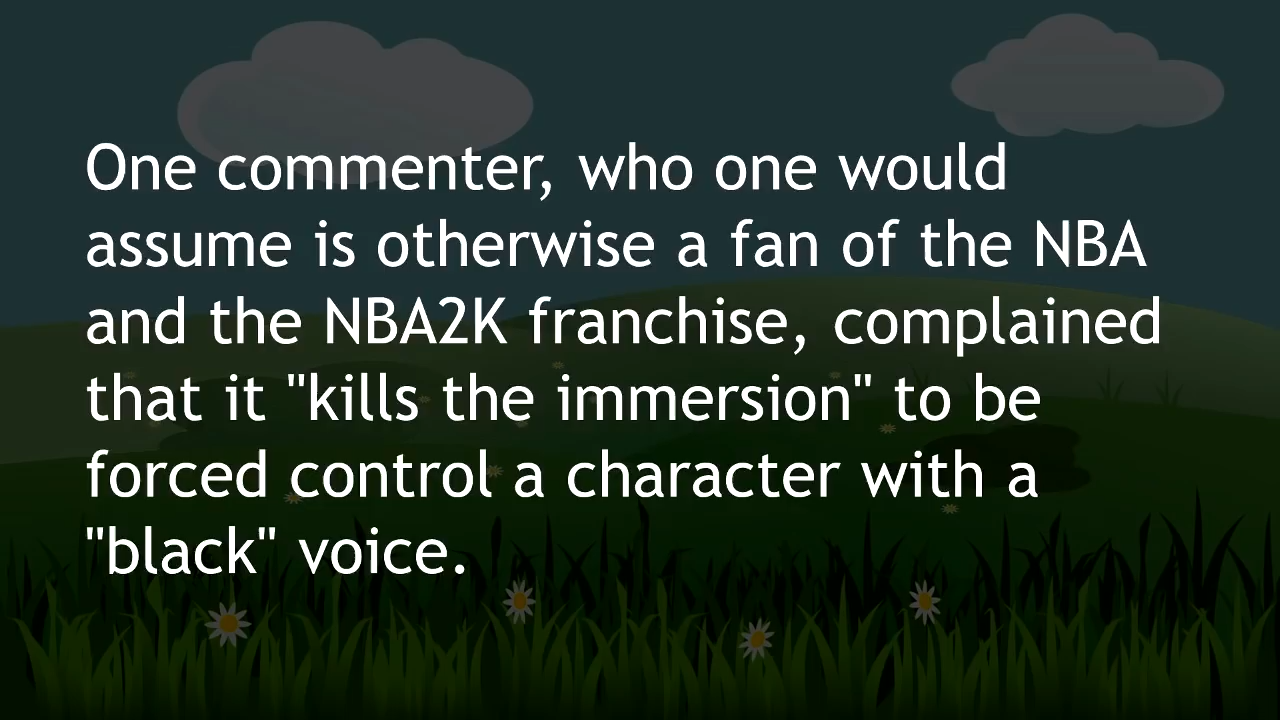 One commenter, who one would
assume is otherwise a fan of the NBA
and the NBA2K franchise, complained
that it "kills the immersion" to be
forced control a character with a
"black" voice.